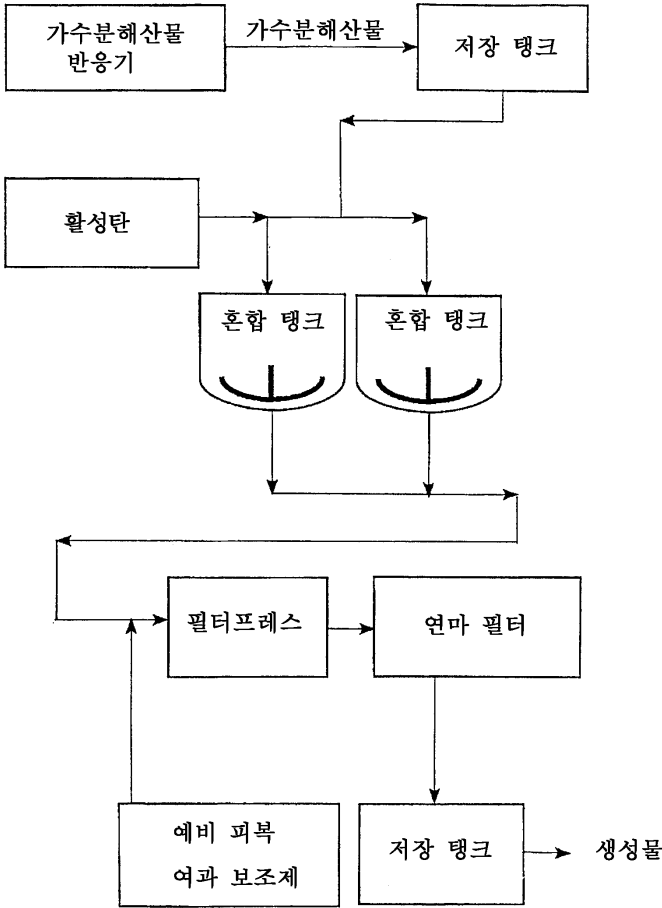 가수분해산물
반응기
가수분해산물
저장 탱크
활성탄
혼합 탱크
혼합 탱크
필터프레스
연마 필터
예비 피복
여과 보조제
저장 탱크
생성물